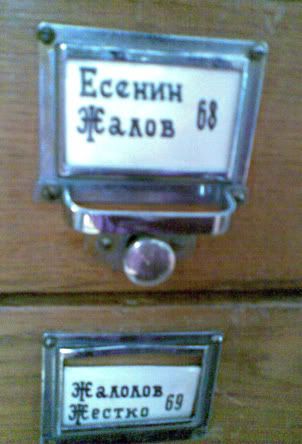 Есенин
Жалов 68
Жалолов
Жестко 69